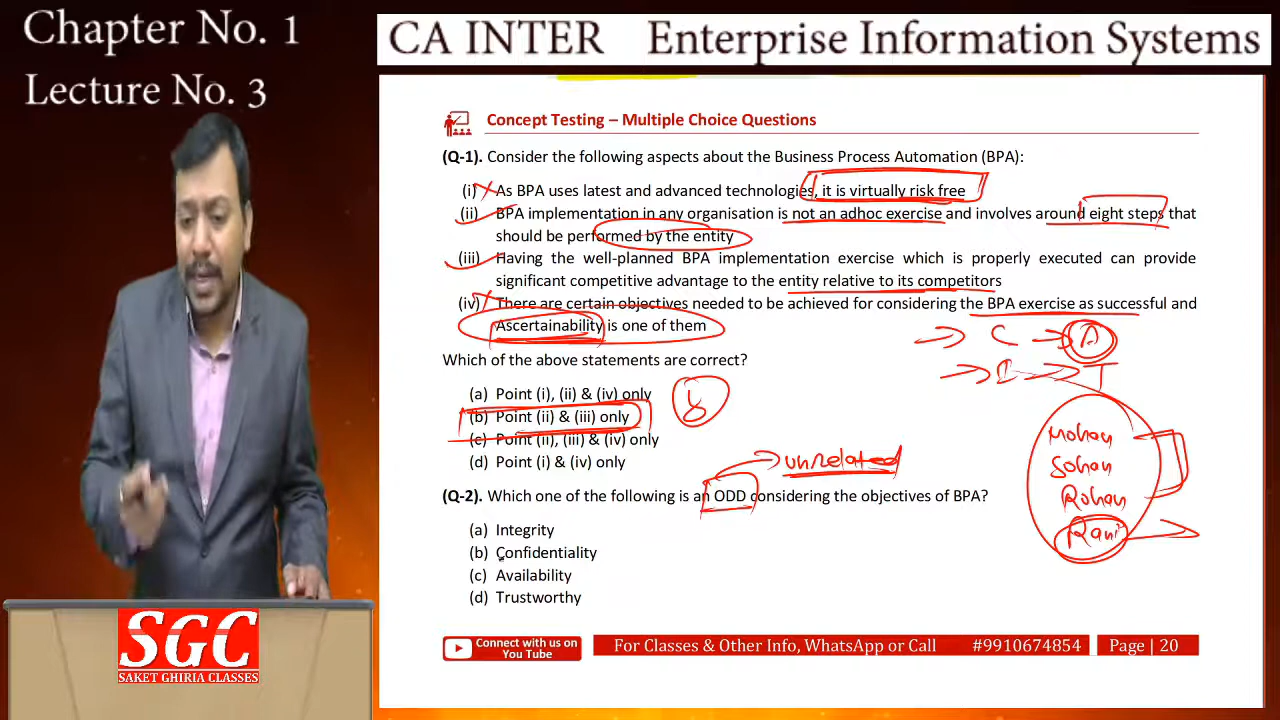 Chapter No. 1
Lecture No. 3
CA INTER Enterprise Information Systems
Concept Testing – Multiple Choice Questions
(Q-1). Consider the following aspects about the Business Process Automation (BPA):
(i) As BPA uses latest and advanced technologies, it is virtually risk free
(ii) BPA implementation in any organisation is not an adhoc exercise and involves around eight steps that
should be performed by the entity
(iii) Having the well-planned BPA implementation exercise which is properly executed can provide
significant competitive advantage to the entity relative to its competitors
(iv) There are certain objectives needed to be achieved for considering the BPA exercise as successful and
Ascertainability is one of them
C A
I T
Which of the above statements are correct?
(a) Point (i), (ii) & (iv) only
(b) Point (ii) & (iii) only
(c) Point (ii), (iii) & (iv) only
(d) Point (i) & (iv) only
b
unrelated
Mohan
Sohan
Rohan
Rani
(Q-2). Which one of the following is an ODD considering the objectives of BPA?
(a) Integrity
(b) Confidentiality
(c) Availability
(d) Trustworthy
SGC
SAKET GHIRIA CLASSES
Connect with us on
You Tube
For Classes & Other Info, WhatsApp or Call #9910674854
Page | 20